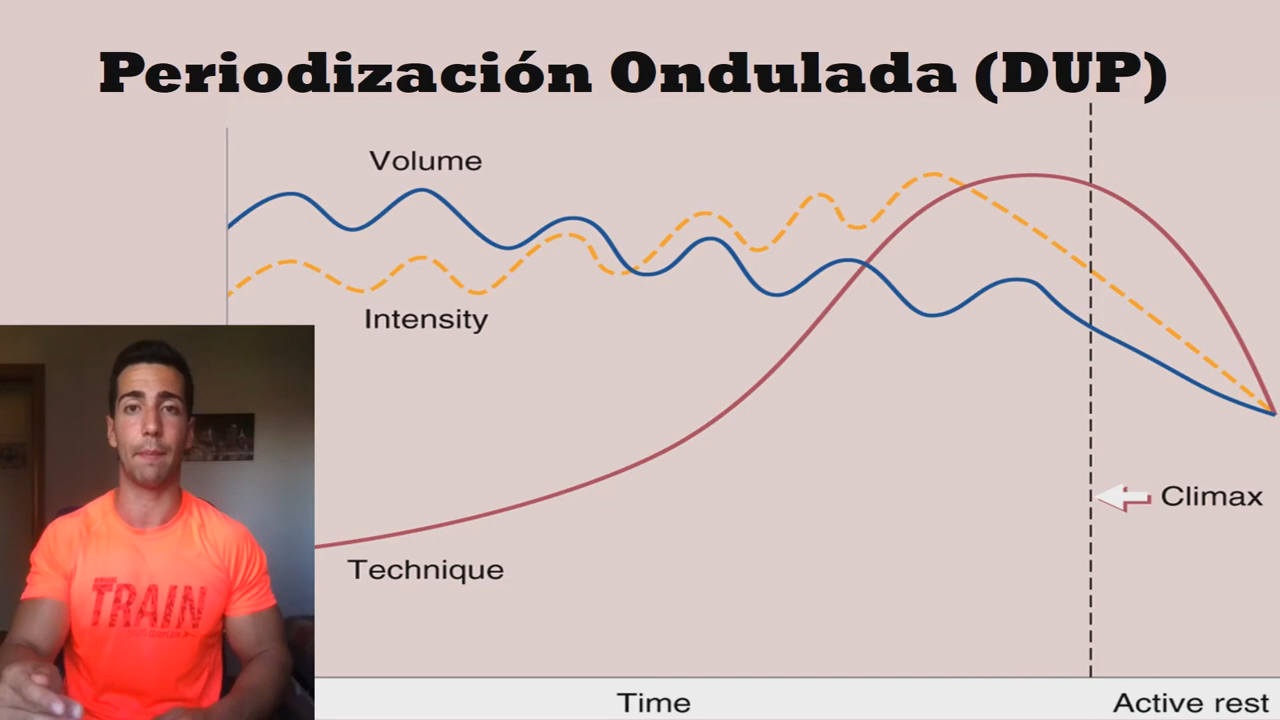 Periodización Ondulada (DUP)
Volume
Intensity
Climax
Technique
TRAIN
Time
Active rest